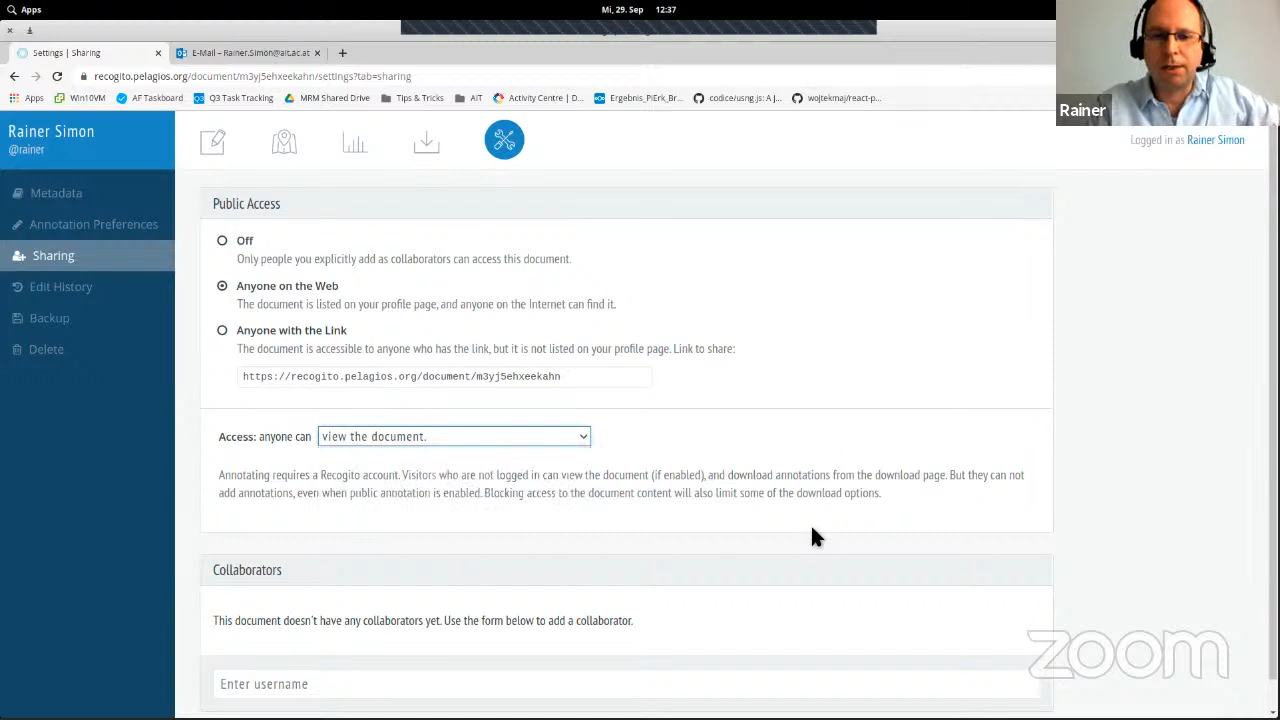 Apps
Mi, 29. Sep 12:37
Settings | Sharing
E-Mail – Rainer.Simon@ait.ac.at
recogito.pelagios.org/document/m3yj5ehxeekahn/settings?tab=sharing
Apps Win10VM AF Taskboard Q3 Task Tracking MRM Shared Drive Tips & Tricks AIT Activity Centre | D... Ergebnis_PiErk_Br... codice/usng.js: A j... wojtekmaj/react-p...
Rainer
Rainer Simon
@rainer
Logged in as Rainer Simon
Metadata
Annotation Preferences
Sharing
Edit History
Backup
Delete
Public Access
Off
Only people you explicitly add as collaborators can access this document.
Anyone on the Web
The document is listed on your profile page, and anyone on the Internet can find it.
Anyone with the Link
The document is accessible to anyone who has the link, but it is not listed on your profile page. Link to share:
https://recogito.pelagios.org/document/m3yj5ehxeekahn
Access: anyone can view the document.
Annotating requires a Recogito account. Visitors who are not logged in can view the document (if enabled), and download annotations from the download page. But they can not
add annotations, even when public annotation is enabled. Blocking access to the document content will also limit some of the download options.
Collaborators
This document doesn't have any collaborators yet. Use the form below to add a collaborator.
Enter username
zoom